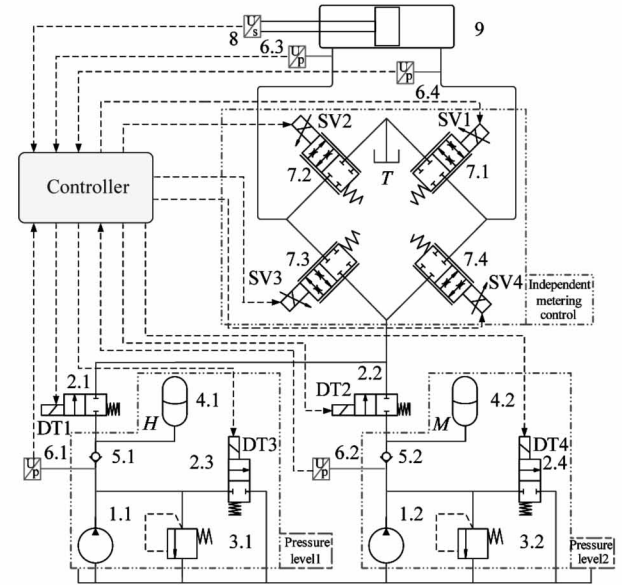 U/s
8
9
6.3
U/p
U/p
6.4
SV2
SV1
7.2
T
7.1
Controller
7.3
7.4
SV3
SV4
Independent
metering
control
2.1
DT2
2.2
4.1
4.2
DT1
H
DT3
M
DT4
6.1
5.1
2.3
6.2
5.2
2.4
U/p
U/p
1.1
3.1
Pressure
level1
1.2
3.2
Pressure
level2